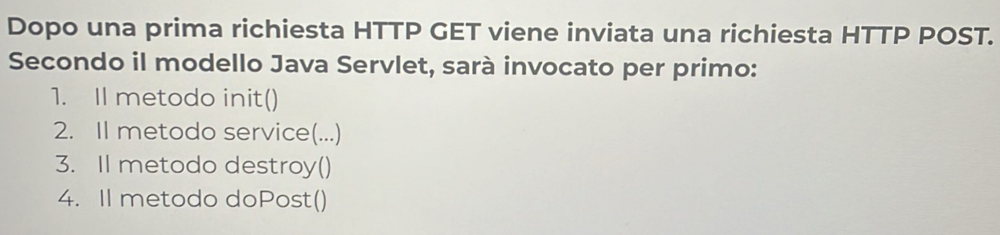 Dopo una prima richiesta HTTP GET viene inviata una richiesta HTTP POST.
Secondo il modello Java Servlet, sarà invocato per primo:
1. Il metodo init()
2. Il metodo service(...)
3. Il metodo destroy()
4. Il metodo doPost()